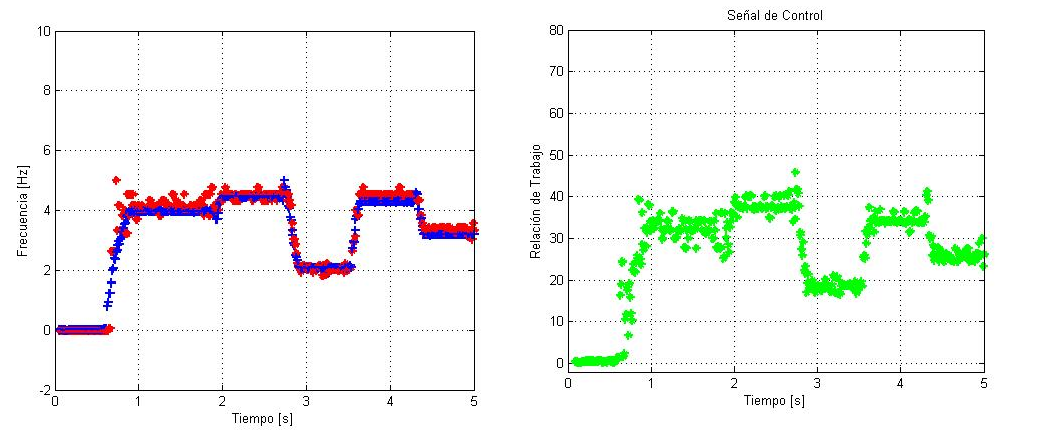 10
8
6
4
2
0
-2
0 1 2 3 4 5
Frecuencia [Hz]
Tiempo [s]
Señal de Control
80
70
60
50
40
30
20
10
0
0 1 2 3 4 5
Relación de Trabajo
Tiempo [s]